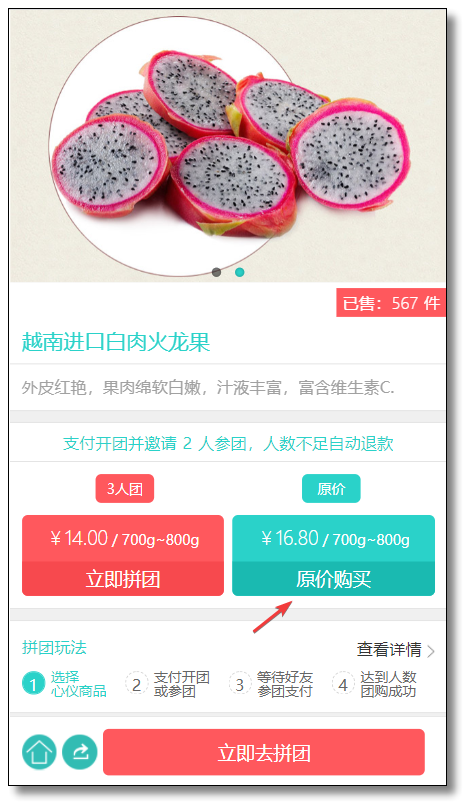 已售：567 件
越南进口白肉火龙果
外皮红艳，果肉绵软白嫩，汁液丰富，富含维生素C.
支付开团并邀请 2 人参团，人数不足自动退款
3人团
原价
￥14.00 / 700g~800g
￥16.80 / 700g~800g
立即拼团
原价购买
拼团玩法
查看详情
1
选择
心仪商品
2
支付开团
或参团
3
等待好友
参团支付
4
达到人数
团购成功
立即去拼团